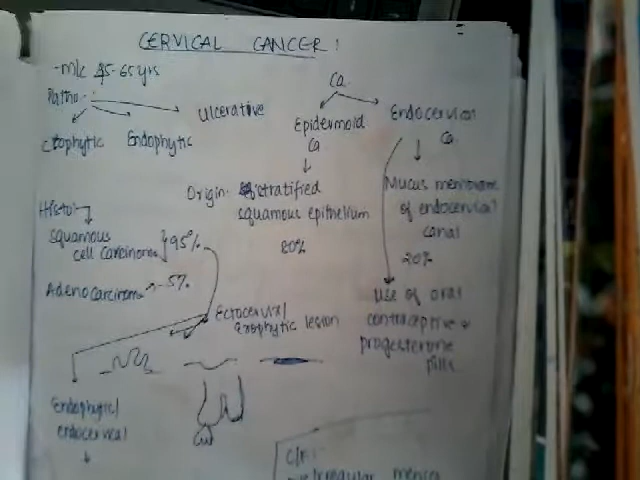 CERVICAL CANCER:
- m/c 45-65 yrs
Patho -
Ulcerative
Endophytic
Ca
Epidermoid
Ca
Endocervical
Ca
Origin. stratified
squamous epithelium
80%
Mucus membrane
of endocervical
canal
20%
Use of oral
contraceptive &
progesterone
pills
Histo:
squamous
cell carcinoma } 95%
Adenocarcinoma - 5%
Ectocervical
Exophytic lesion
Endophytic/
endocervical
C/F:
Irregular